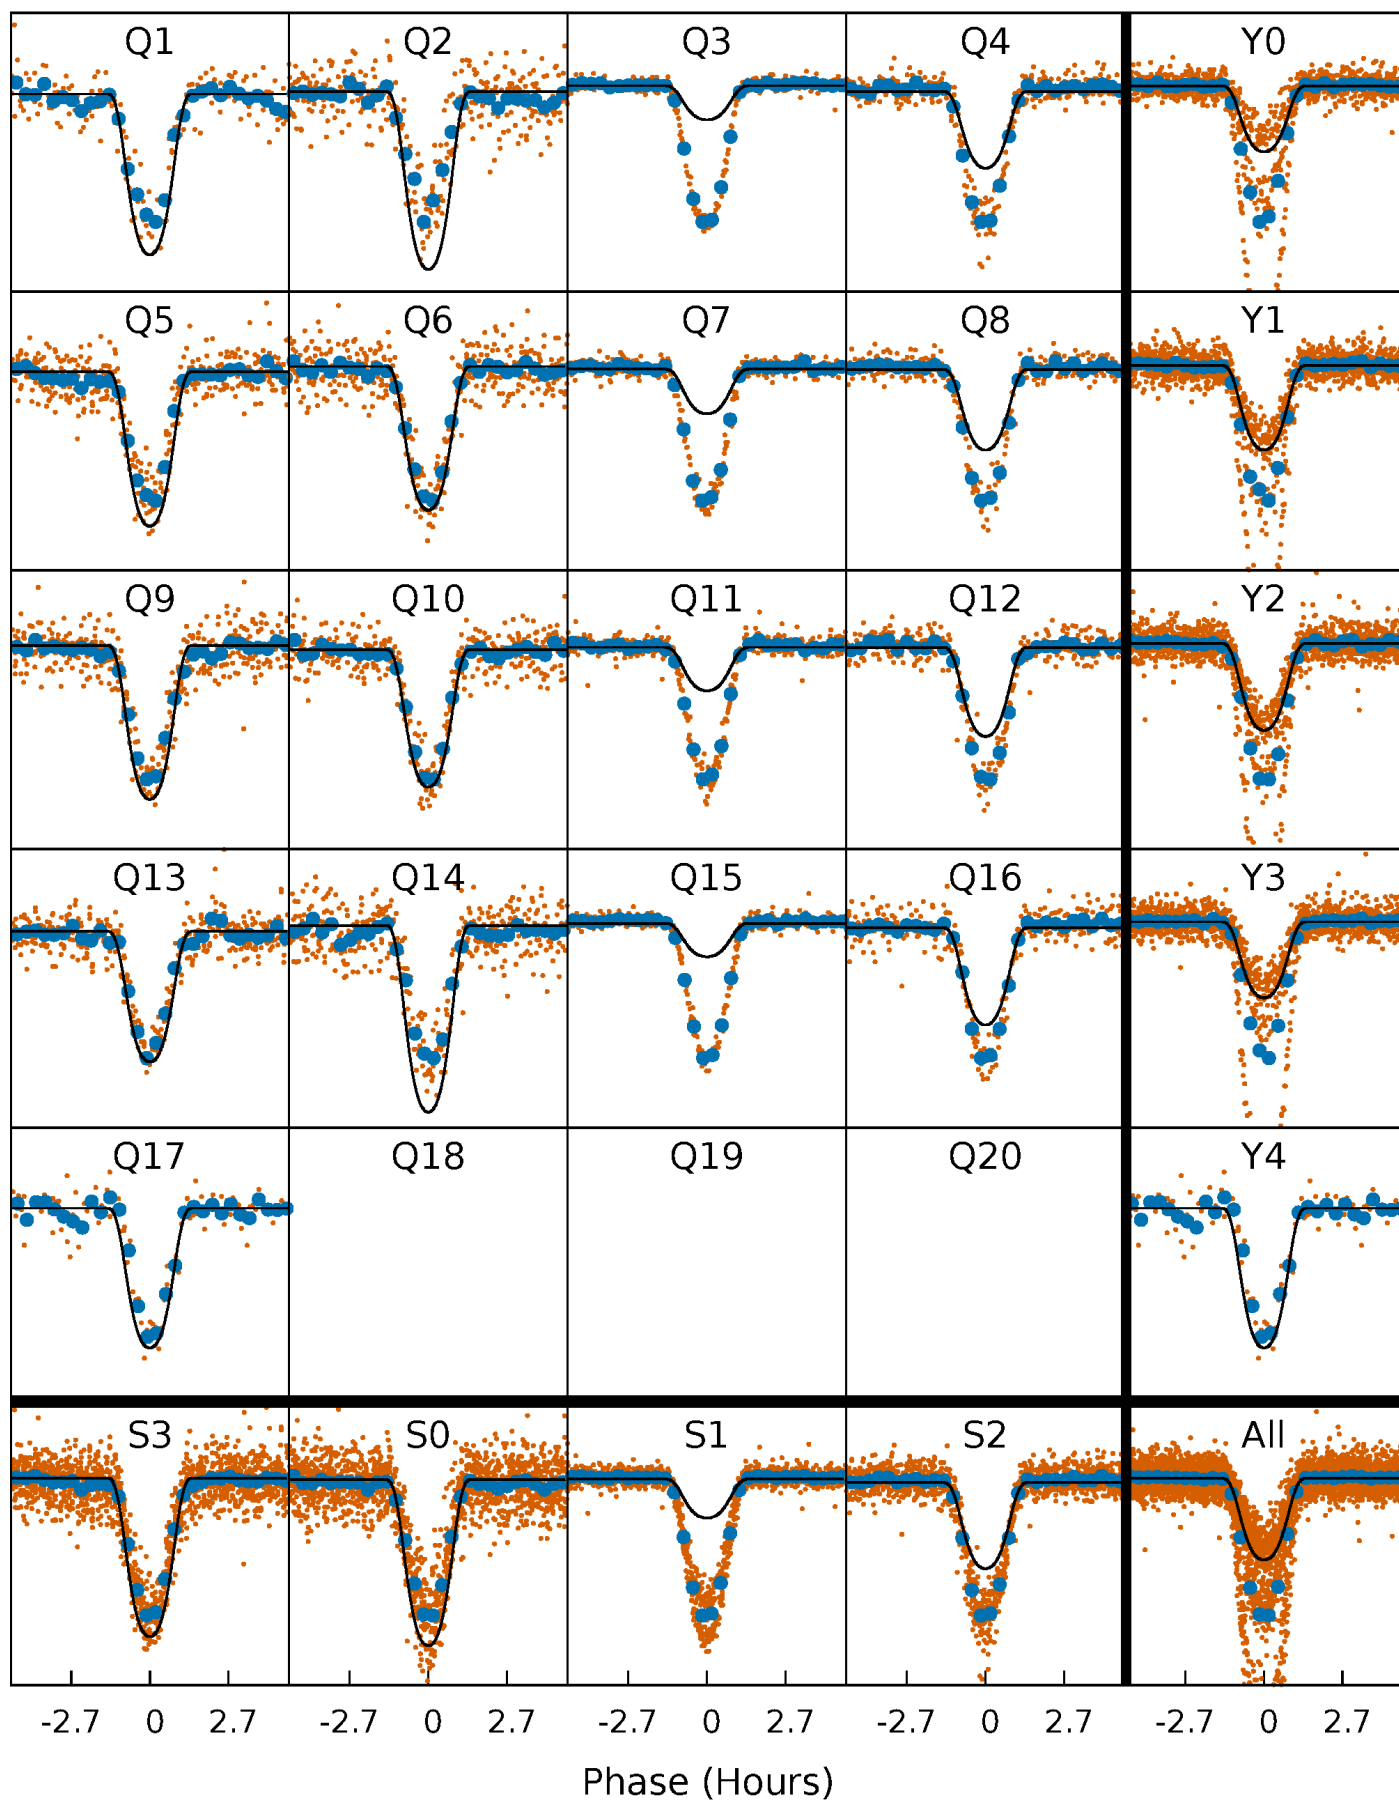 Q1 Q2 Q3 Q4 Y0
Q5 Q6 Q7 Q8 Y1
Q9 Q10 Q11 Q12 Y2
Q13 Q14 Q15 Q16 Y3
Q17 Q18 Q19 Q20 Y4
S3 S0 S1 S2 All
-2.7 0 2.7 -2.7 0 2.7 -2.7 0 2.7 -2.7 0 2.7 -2.7 0 2.7
Phase (Hours)